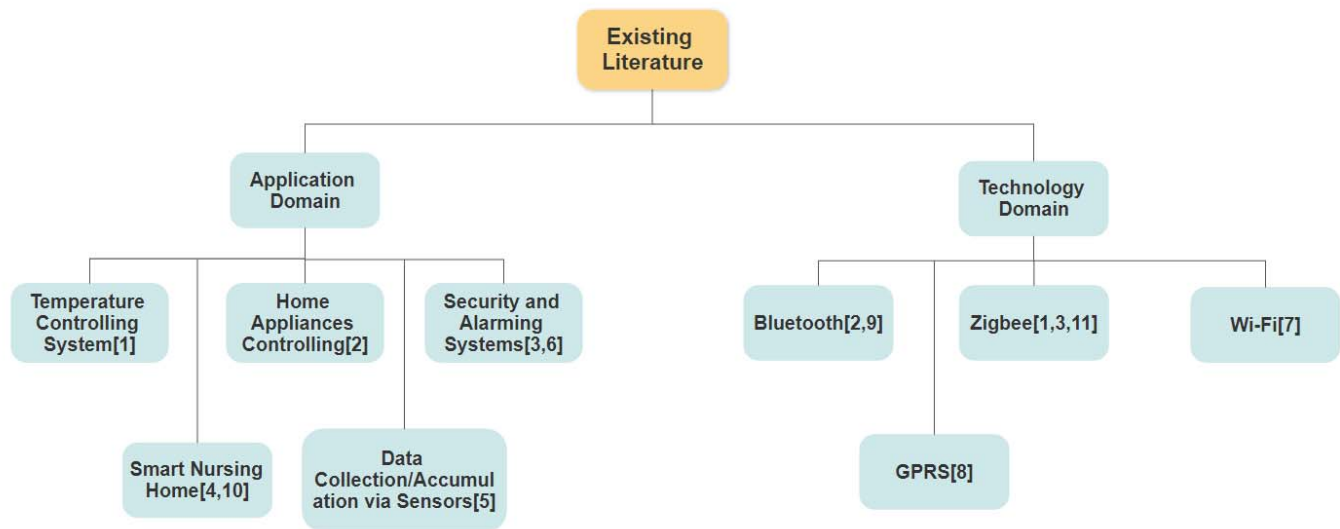 Existing
Literature
Application
Domain
Technology
Domain
Temperature
Controlling
System[1]
Home
Appliances
Controlling[2]
Security and
Alarming
Systems[3,6]
Bluetooth[2,9]
Zigbee[1,3,11]
Wi-Fi[7]
Smart Nursing
Home[4,10]
Data
Collection/Accumul
ation via Sensors[5]
GPRS[8]